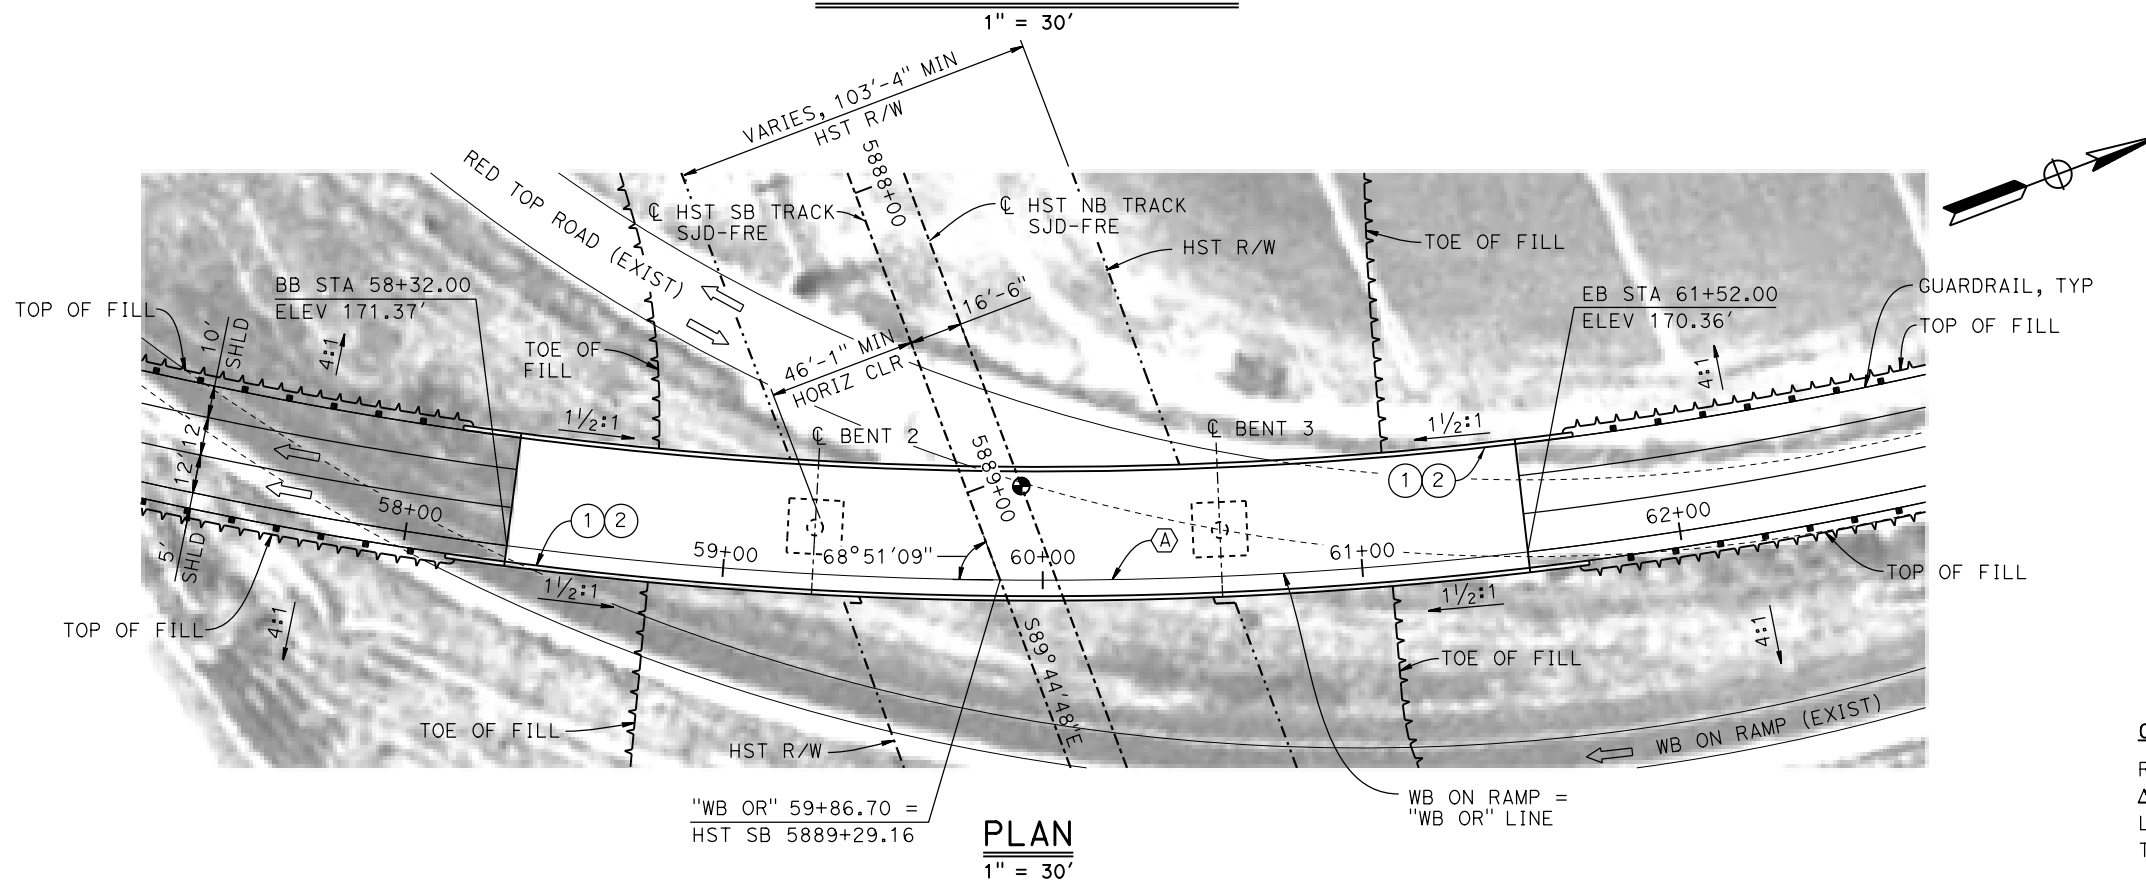 1" = 30'
VARIES, 103'-4" MIN
HST R/W
RED TOP ROAD (EXIST)
5888+00
℄ HST SB TRACK
SJD-FRE
℄ HST NB TRACK
SJD-FRE
HST R/W
TOE OF FILL
GUARDRAIL, TYP
TOP OF FILL
BB STA 58+32.00
ELEV 171.37'
EB STA 61+52.00
ELEV 170.36'
TOP OF FILL
10'
SHLD
4:1
TOE OF
FILL
16'-6"
46'-1" MIN
HORIZ CLR
4:1
1½:1
℄ BENT 2
℄ BENT 3
1½:1
12'
12'
5889+00
1 2
58+00
1 2
59+00
68°51'09"
60+00
A
61+00
62+00
5'
SHLD
1½:1
1½:1
TOP OF FILL
TOP OF FILL
4:1
S89°44'48"E
4:1
TOE OF FILL
TOE OF FILL
HST R/W
WB ON RAMP (EXIST)
"WB OR" 59+86.70 =
HST SB 5889+29.16
WB ON RAMP =
"WB OR" LINE
PLAN
1" = 30'
R
Δ
L
T